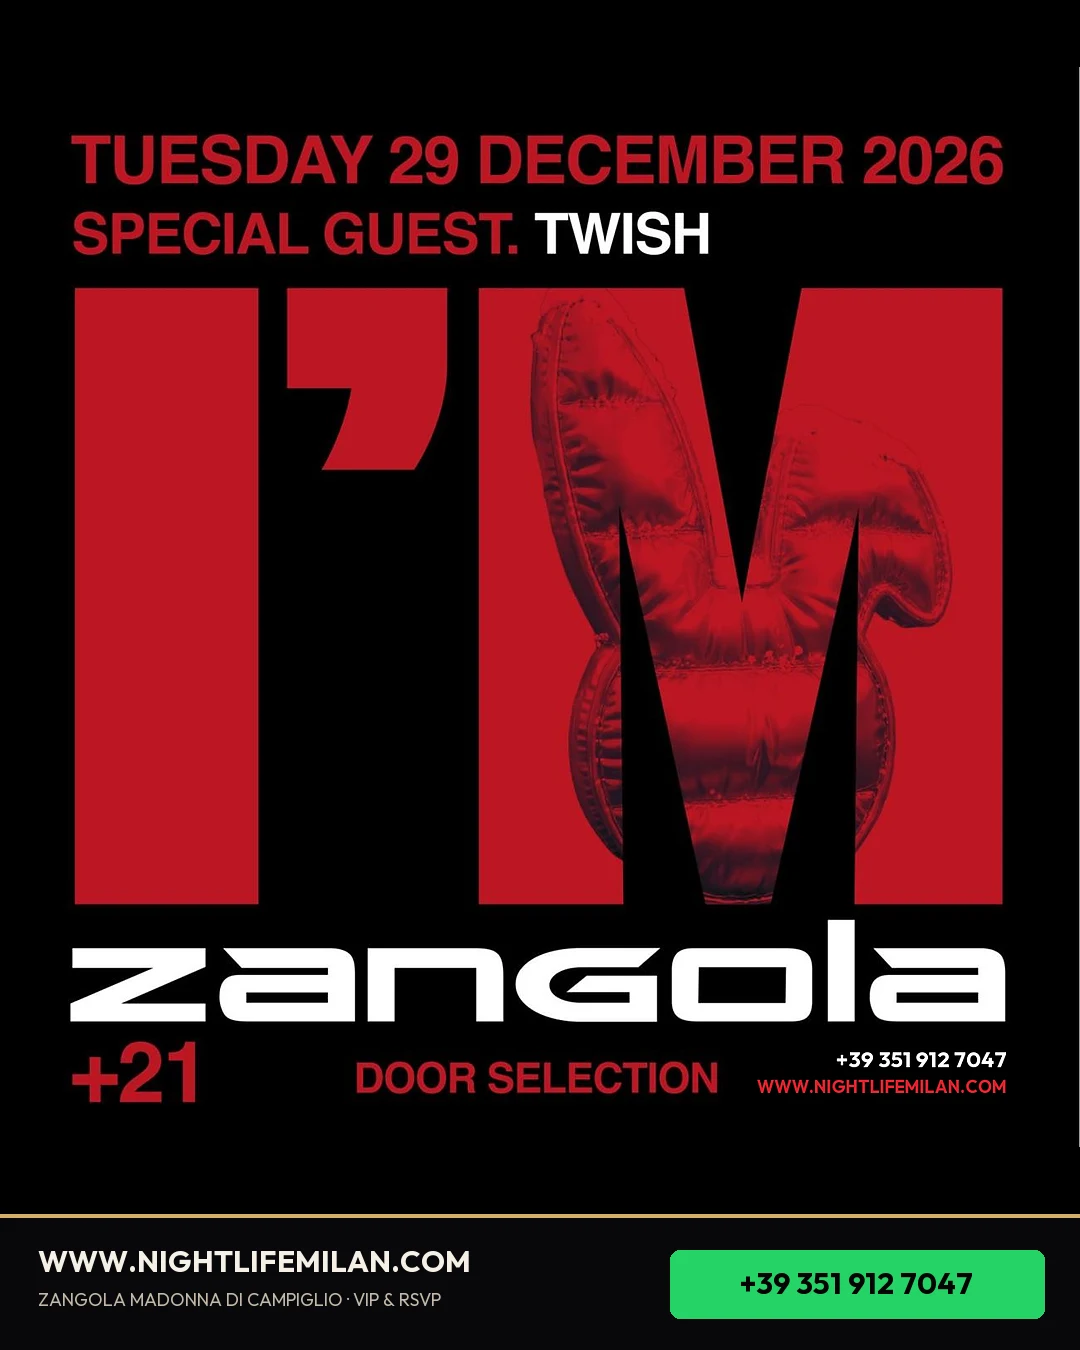 TUESDAY 29 DECEMBER 2026
SPECIAL GUEST. TWISH
I'M
zangola
+21
DOOR SELECTION
+39 351 912 7047
WWW.NIGHTLIFEMILAN.COM
WWW.NIGHTLIFEMILAN.COM
ZANGOLA MADONNA DI CAMPIGLIO · VIP & RSVP
+39 351 912 7047